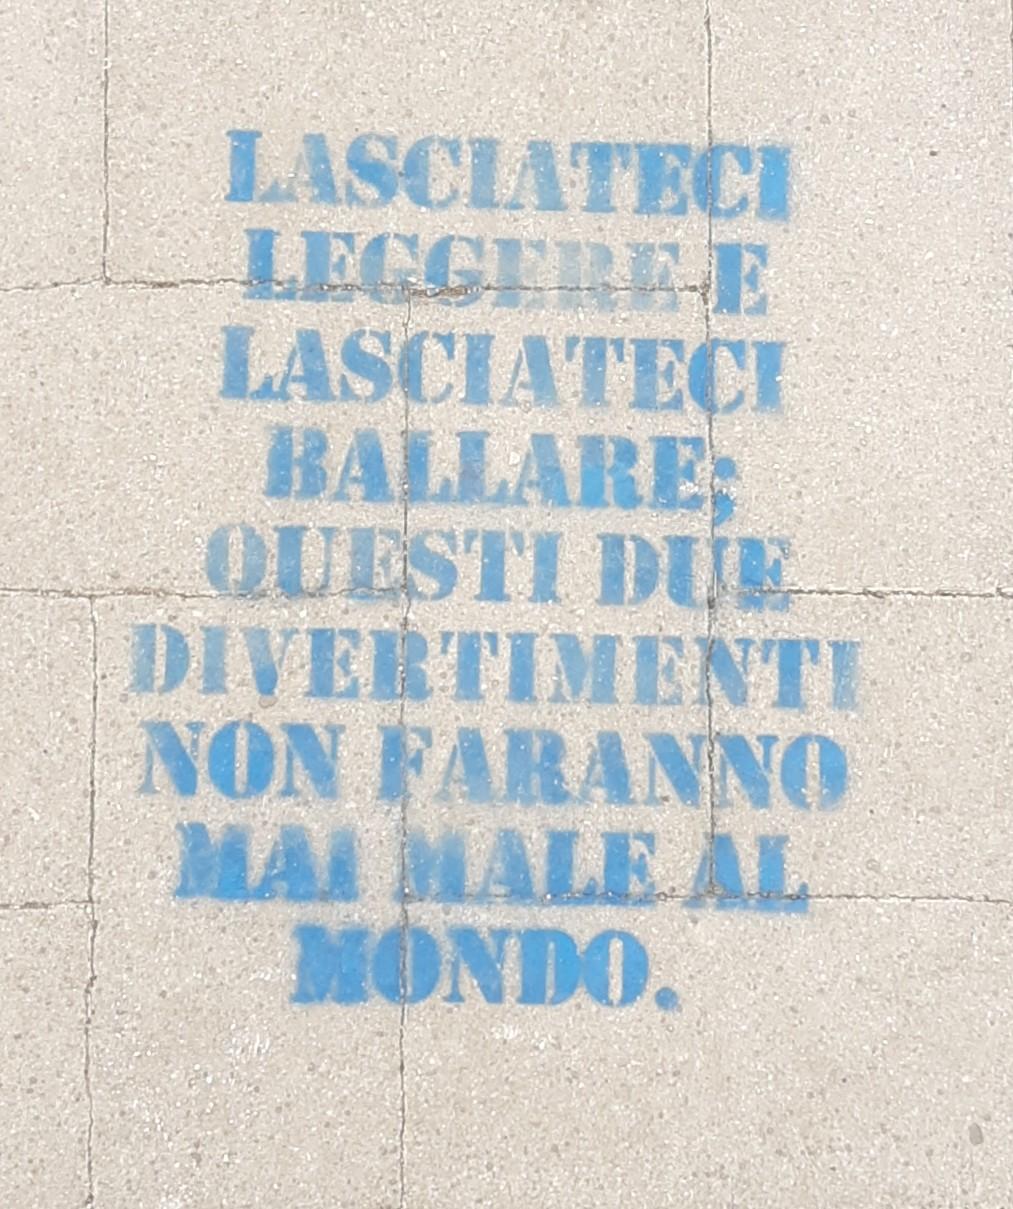 LASCIATECI
LEGGERE E
LASCIATECI
BALLARE;
QUESTI DUE
DIVERTIMENTI
NON FARANNO
MAI MALE AL
MONDO.